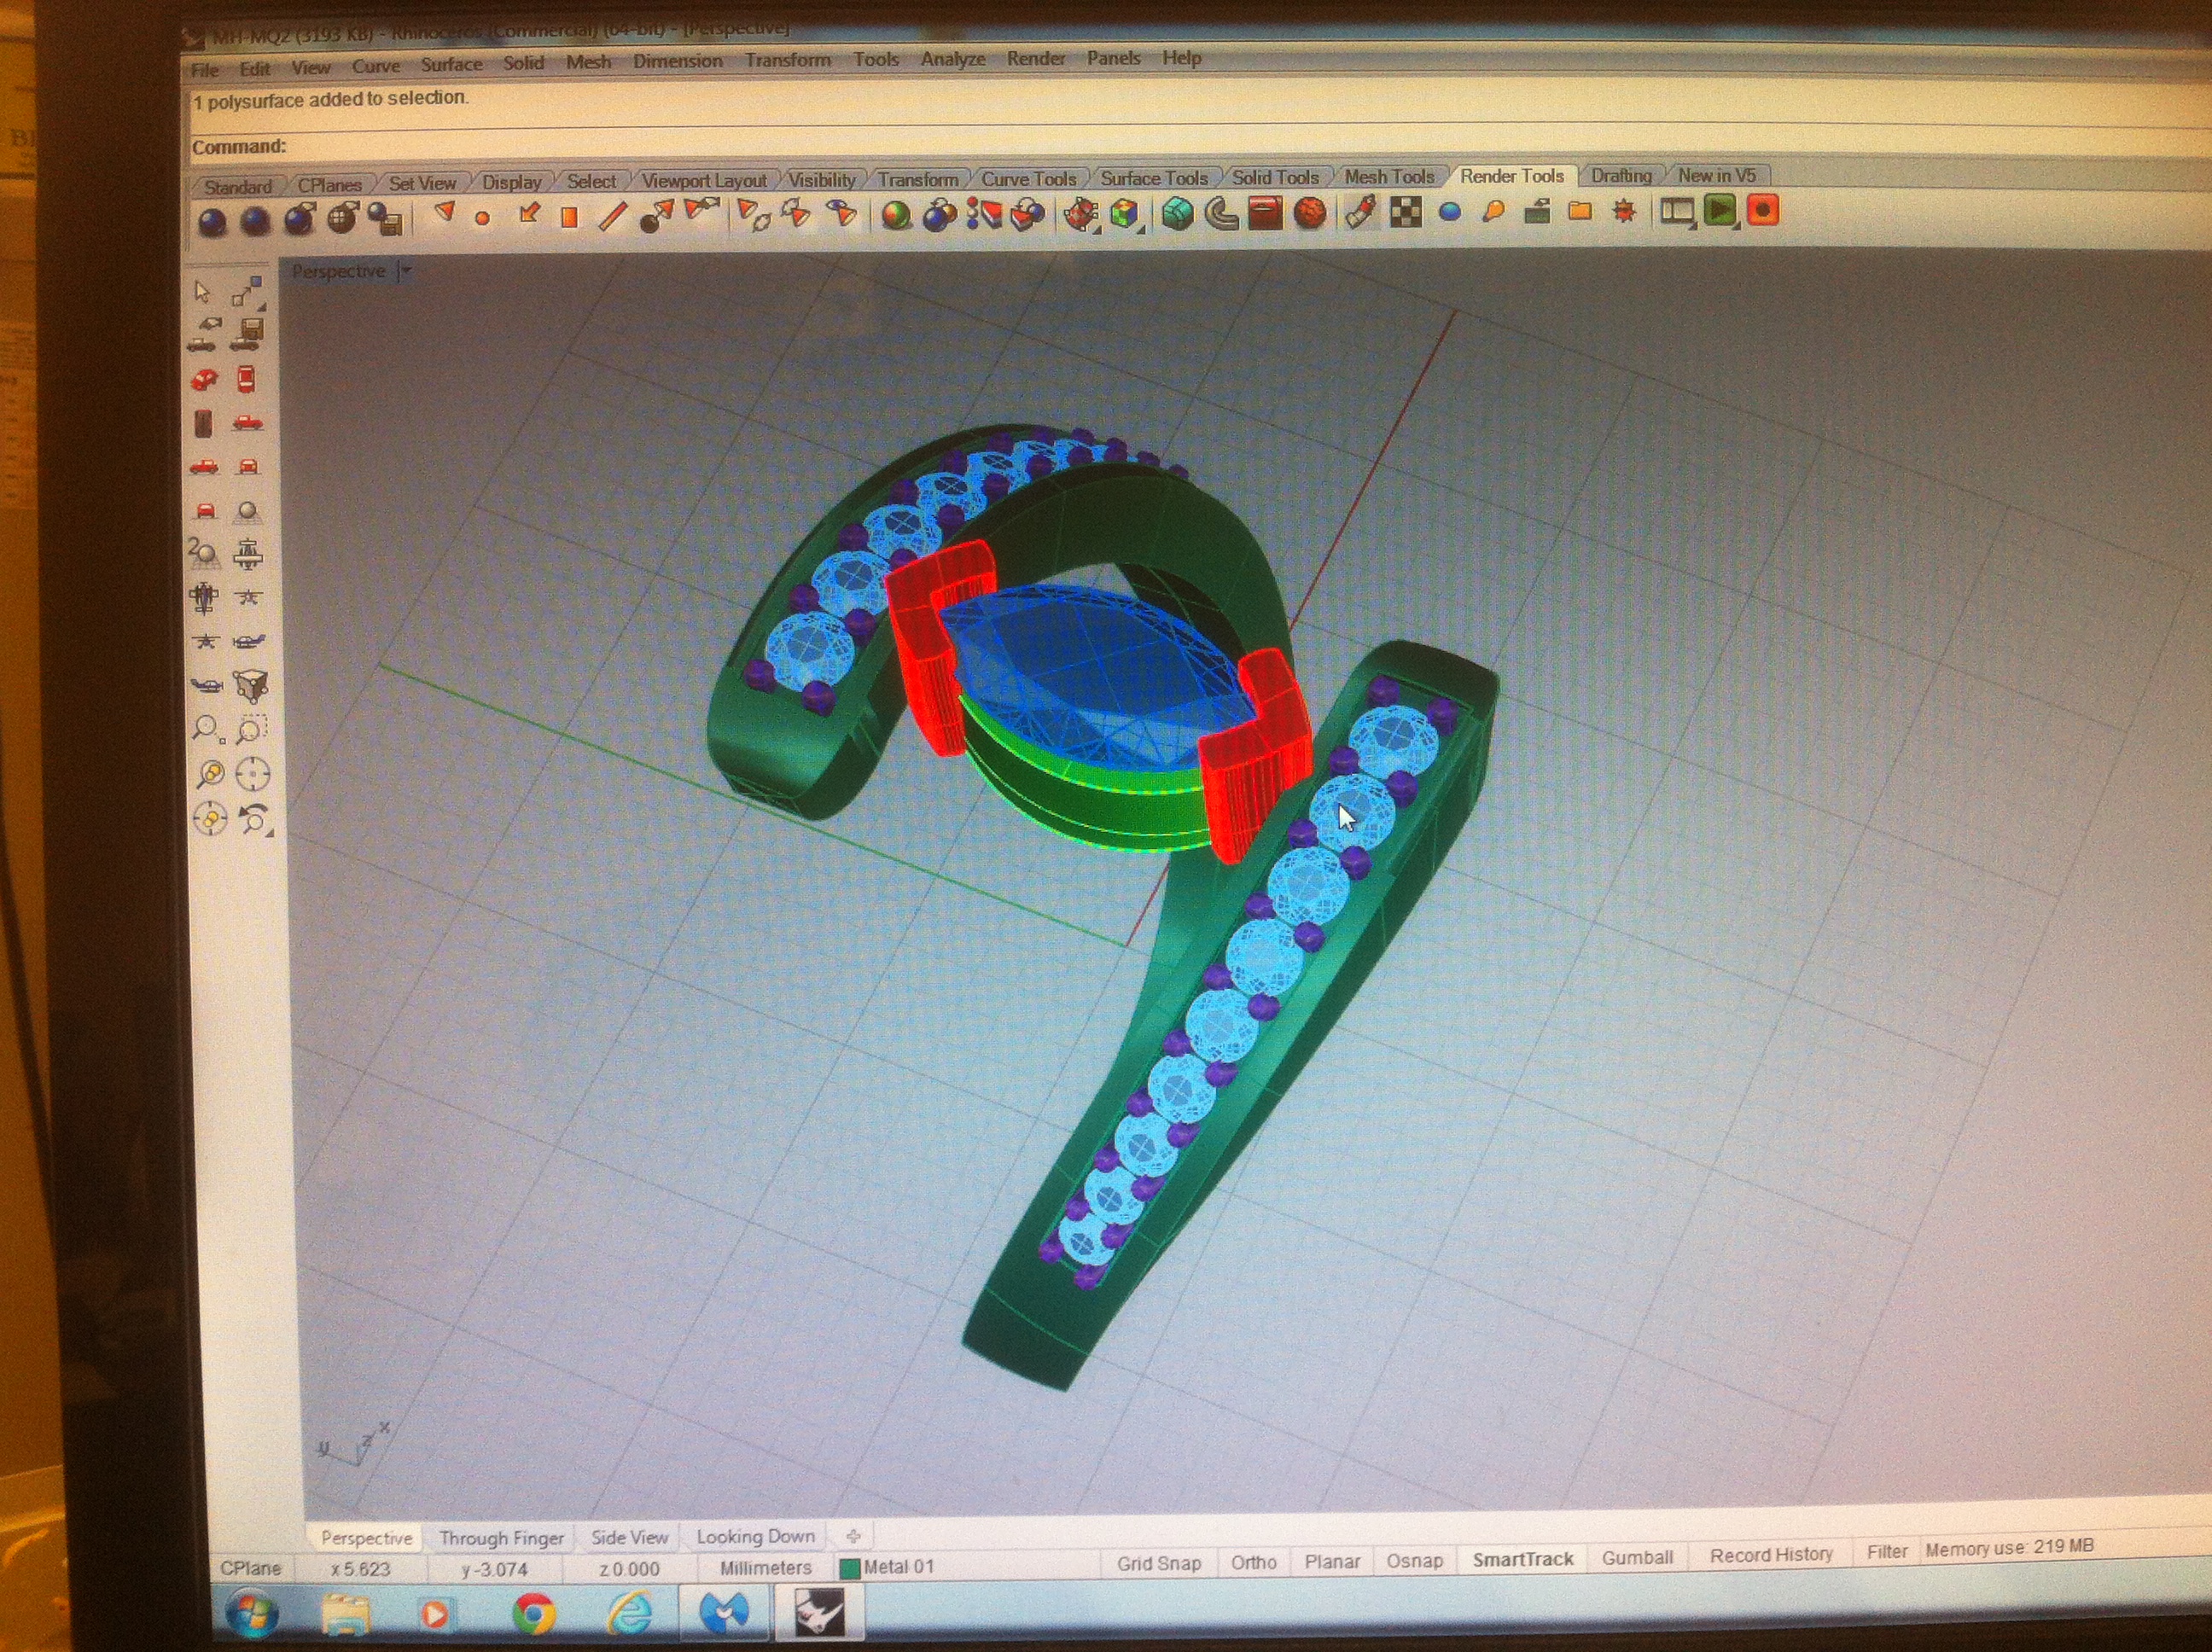 MH-MQ2 (3193 KB) - Rhinoceros (Commercial) (64-bit) - [Perspective]
File Edit View Curve Surface Solid Mesh Dimension Transform Tools Analyze Render Panels Help
1 polysurface added to selection.
Command:
Standard CPlanes Set View Display Select Viewport Layout Visibility Transform Curve Tools Surface Tools Solid Tools Mesh Tools Render Tools Drafting New in V5
Perspective
2
y z x
Perspective Through Finger Side View Looking Down
CPlane x 5.623 y -3.074 z 0.000 Millimeters Metal 01 Grid Snap Ortho Planar Osnap SmartTrack Gumball Record History Filter Memory use: 219 MB